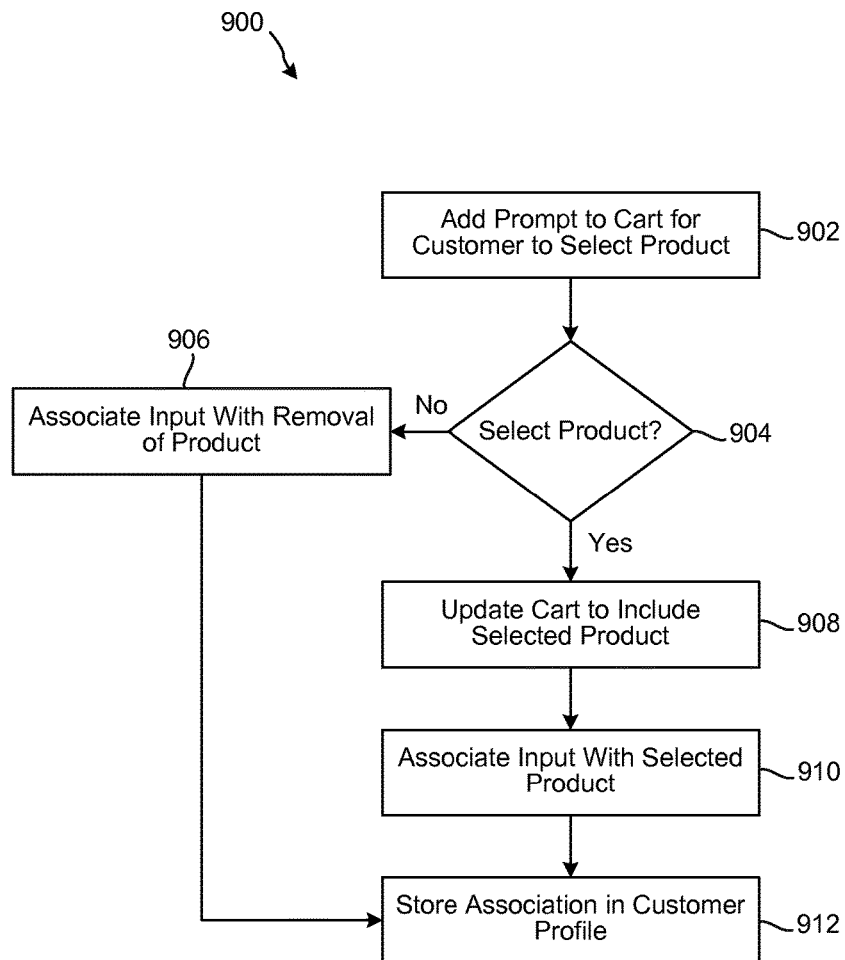 900
Add Prompt to Cart for
Customer to Select Product
902
906
Associate Input With Removal
of Product
No
Select Product?
904
Yes
Update Cart to Include
Selected Product
908
Associate Input With Selected
Product
910
Store Association in Customer
Profile
912